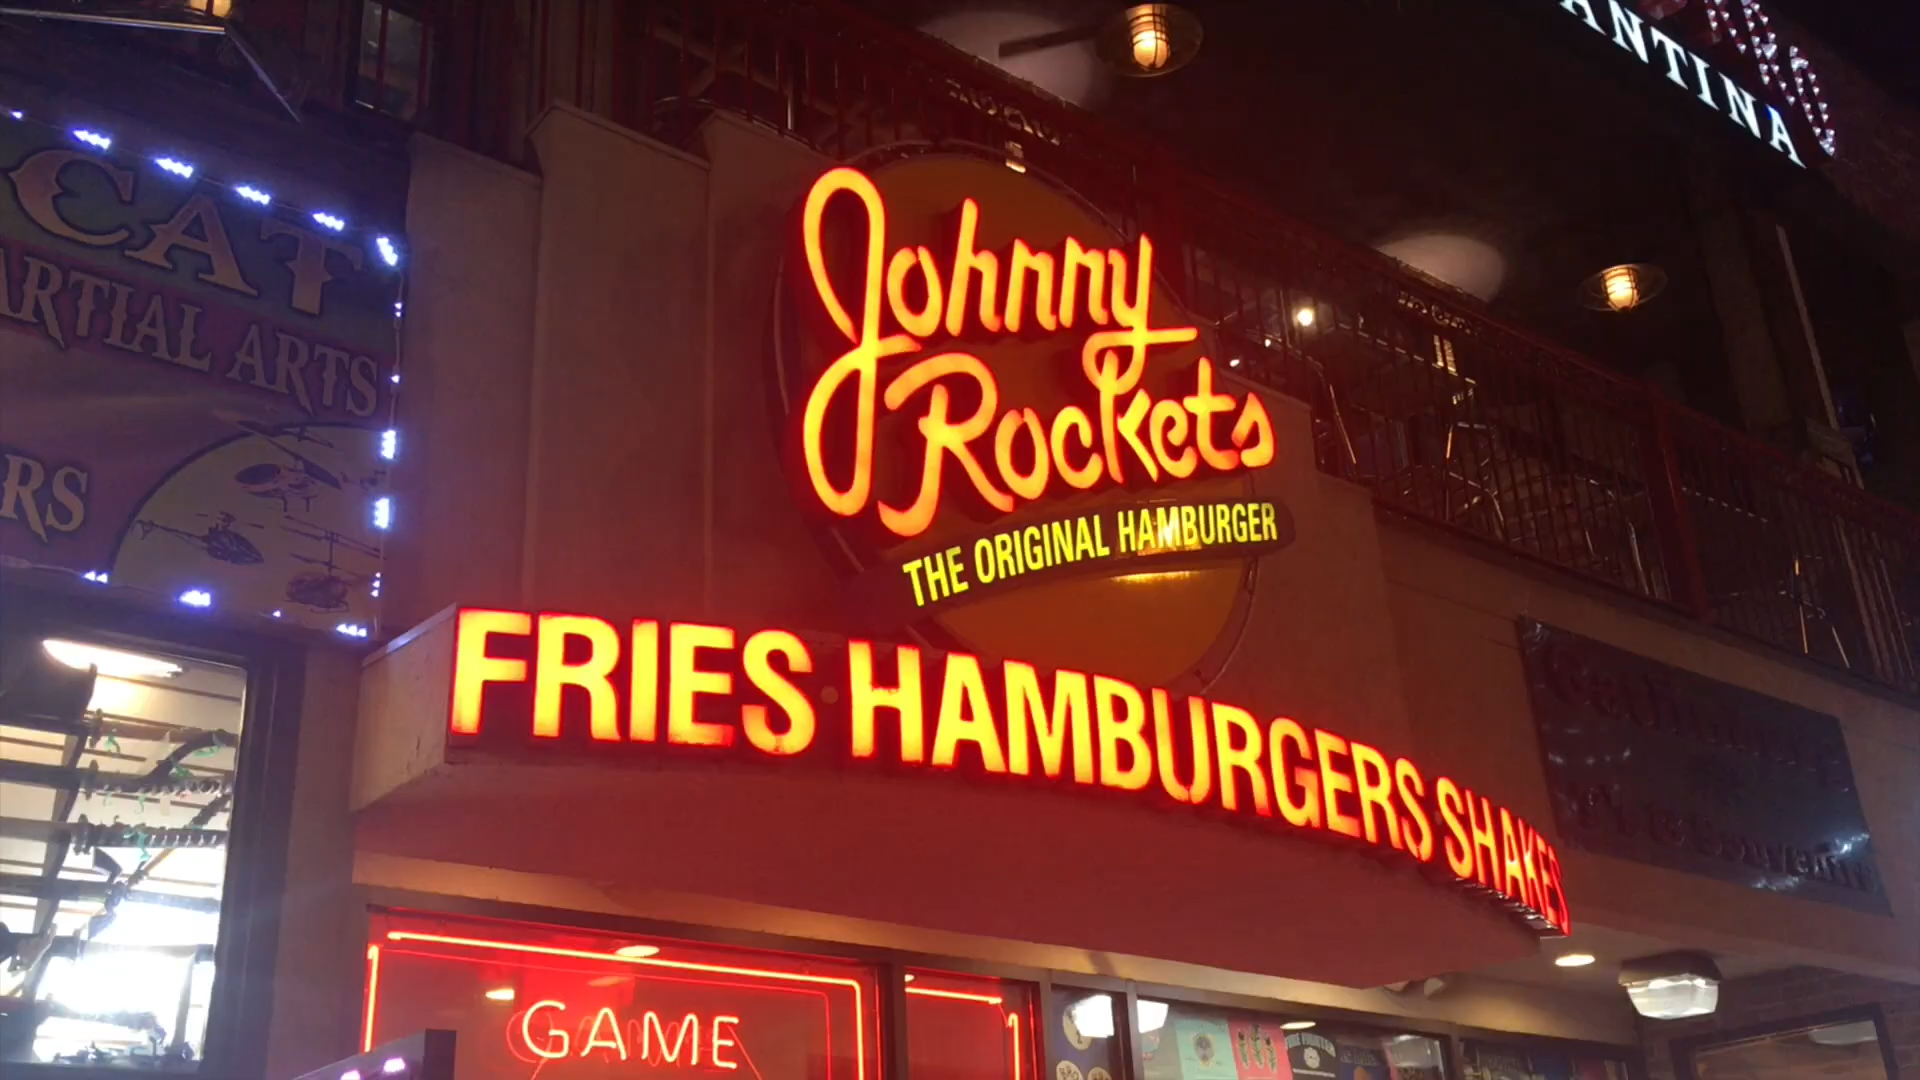 CAT
ARTIAL ARTS
RS
ANTINA
Johnny
Rockets
THE ORIGINAL HAMBURGER
FRIES HAMBURGERS SHAKES
GAME